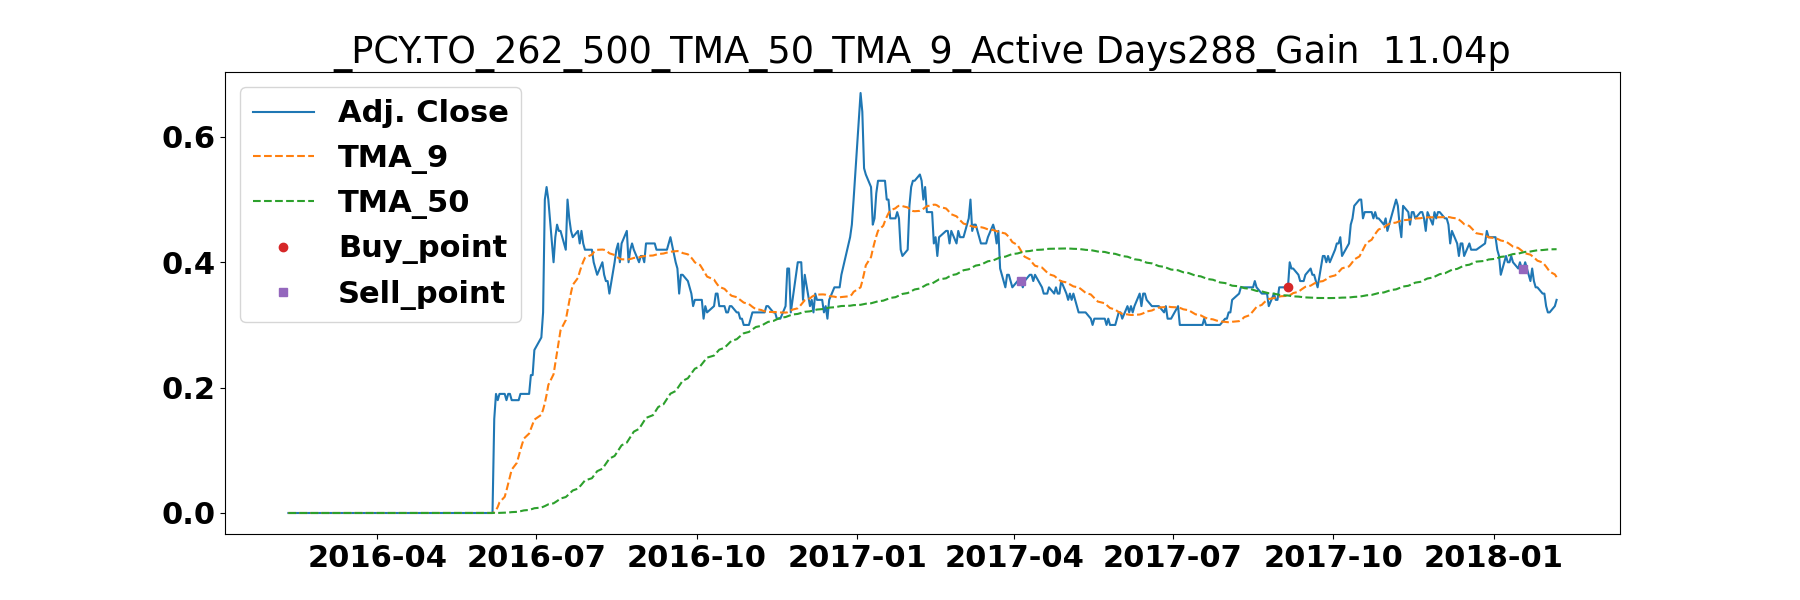 _PCY.TO_262_500_TMA_50_TMA_9_Active Days288_Gain  11.04p
Adj. Close
TMA_9
TMA_50
Buy_point
Sell_point
0.6
0.4
0.2
0.0
2016-04
2016-07
2016-10
2017-01
2017-04
2017-07
2017-10
2018-01